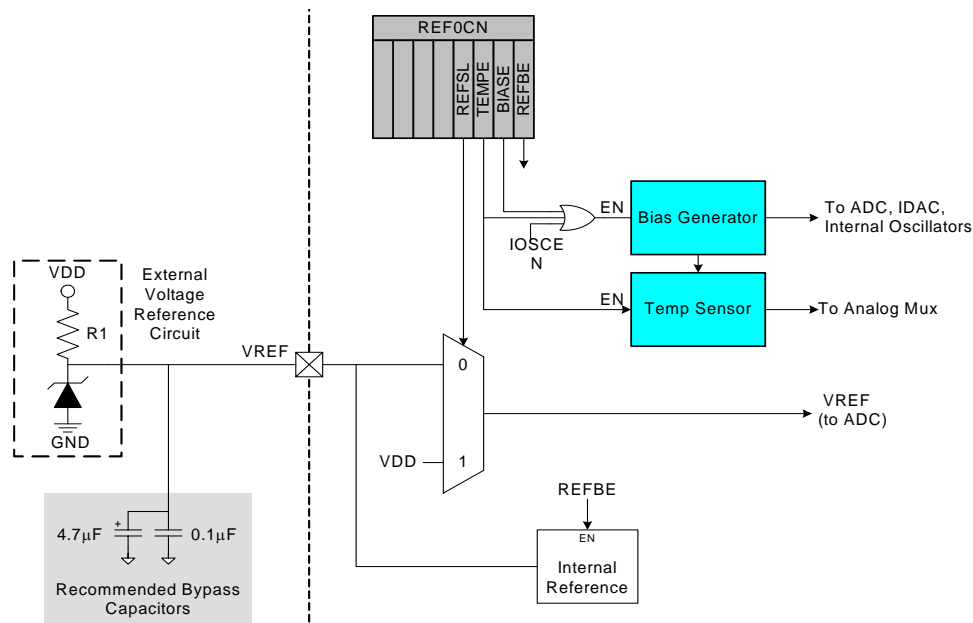 REF0CN
REFSL
TEMPE
BIASE
REFBE
EN
Bias Generator
To ADC, IDAC,
Internal Oscillators
IOSCE
N
EN
Temp Sensor
To Analog Mux
VDD
R1
GND
External
Voltage
Reference
Circuit
VREF
0
VDD
1
VREF
(to ADC)
REFBE
EN
Internal
Reference
4.7μF
+
0.1μF
Recommended Bypass
Capacitors